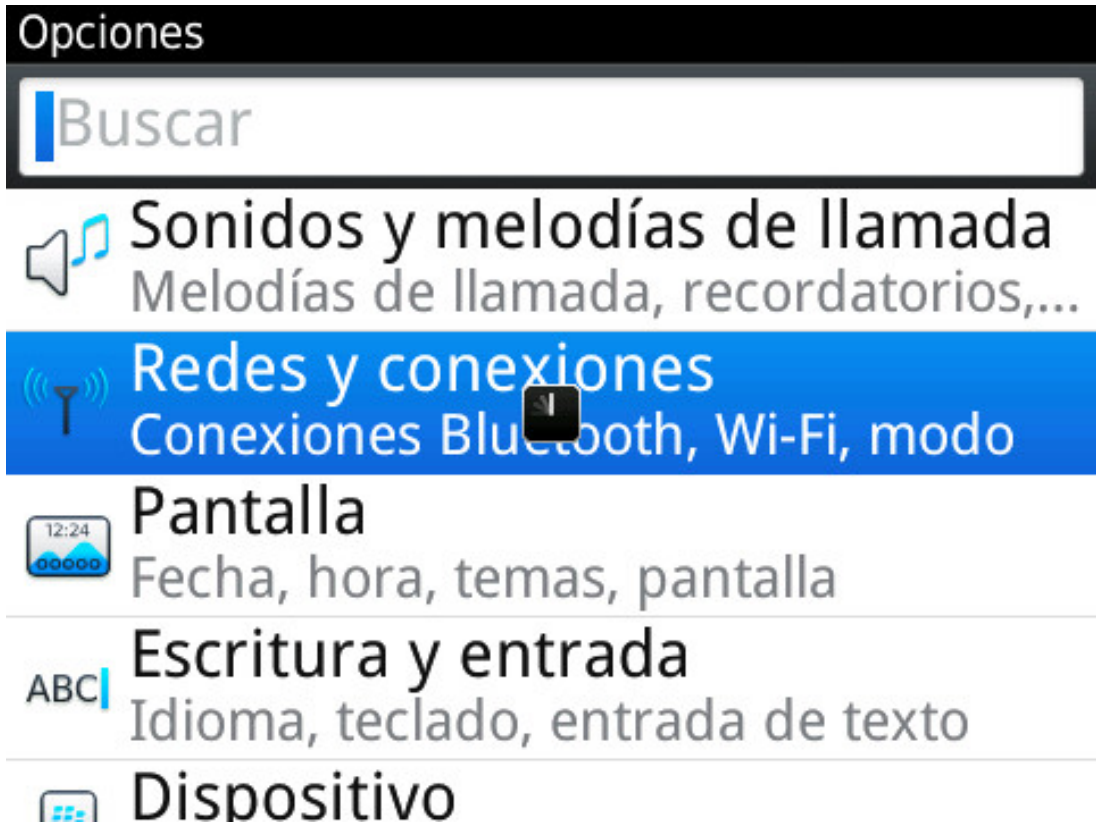 Opciones
Buscar
Sonidos y melodías de llamada
Melodías de llamada, recordatorios,...
Redes y conexiones
Conexiones Bluetooth, Wi-Fi, modo
Pantalla
12:24
Fecha, hora, temas, pantalla
Escritura y entrada
ABC
Idioma, teclado, entrada de texto
Dispositivo